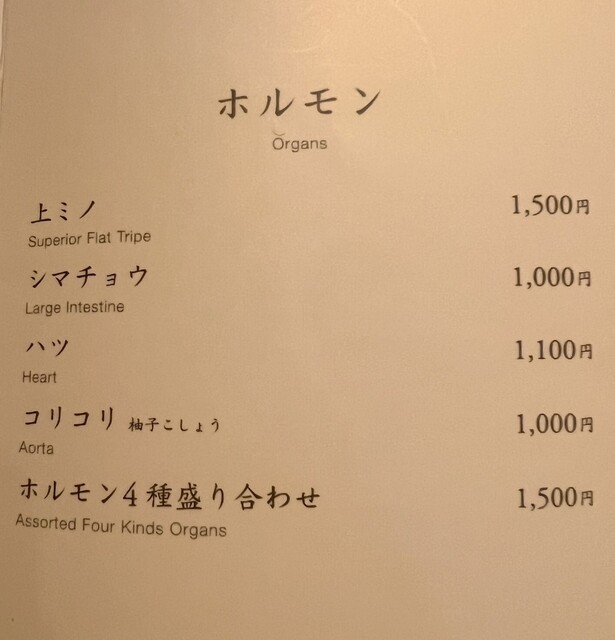 ホルモン
Organs
上ミノ 1,500円
Superior Flat Tripe
シマチョウ 1,000円
Large Intestine
ハツ 1,100円
Heart
コリコリ 柚子こしょう 1,000円
Aorta
ホルモン4種盛り合わせ 1,500円
Assorted Four Kinds Organs